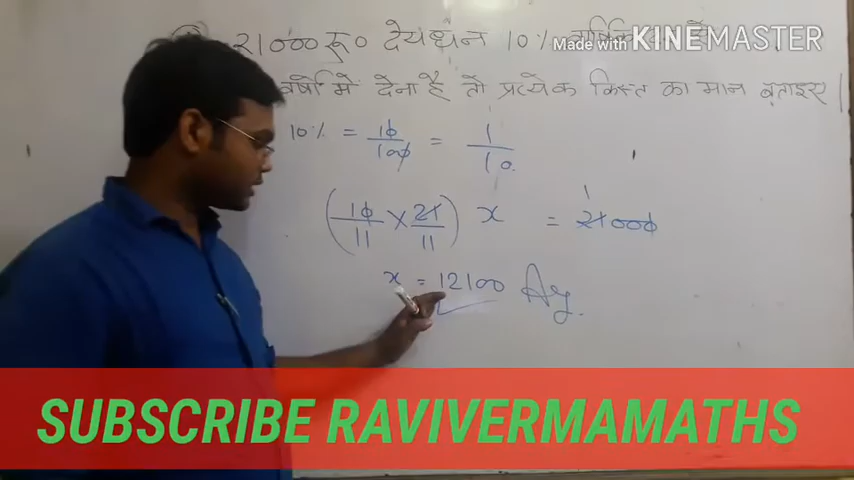 21000 रू० देयधन 10% वार्षिक
Made with KINEMASTER
वर्षो में देना है तो प्रत्येक किस्त का मान बताइए |
10% = 10/100 = 1/10
(10/11 × 21/11) x = 21000
1
x = 12100 Ans.
SUBSCRIBE RAVIVERMAMATHS